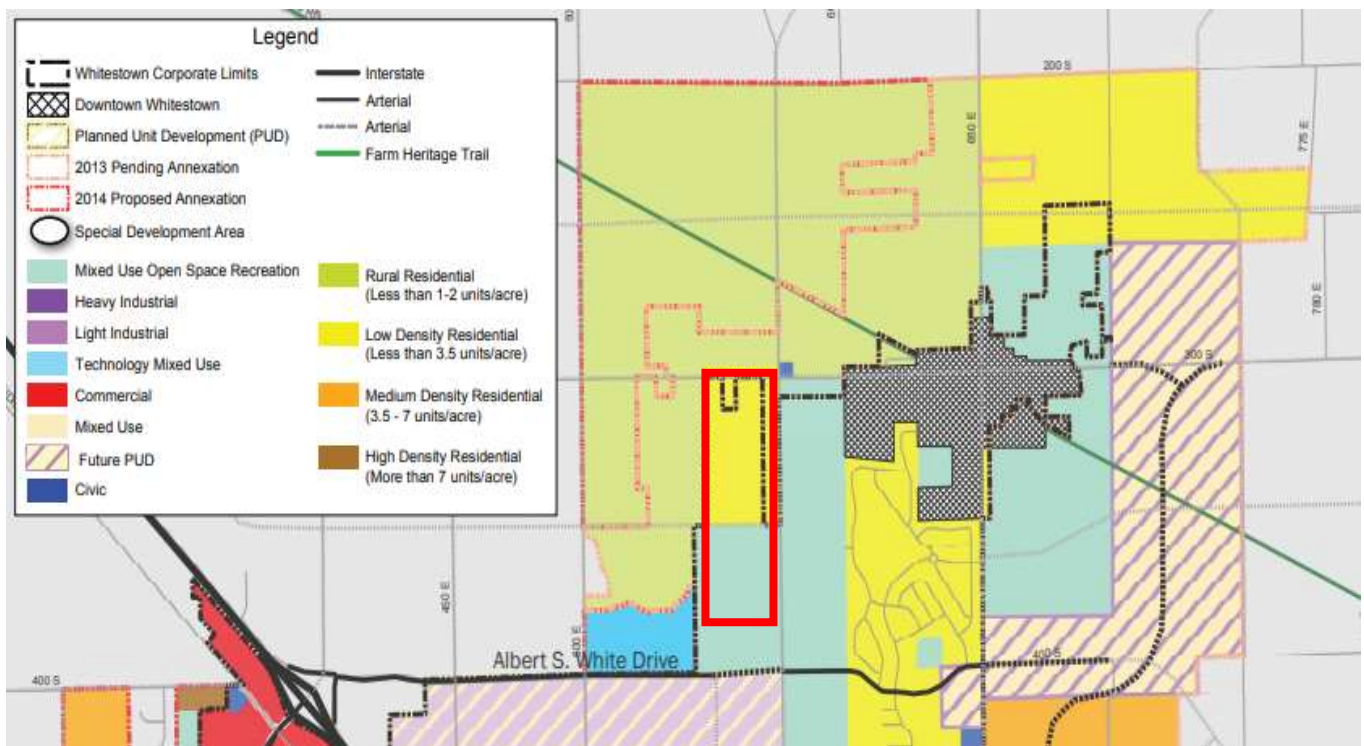 Legend
Whitestown Corporate Limits
Downtown Whitestown
Planned Unit Development (PUD)
2013 Pending Annexation
2014 Proposed Annexation
Special Development Area
Mixed Use Open Space Recreation
Heavy Industrial
Light Industrial
Technology Mixed Use
Commercial
Mixed Use
Future PUD
Civic
Interstate
Arterial
Arterial
Farm Heritage Trail
Rural Residential
(Less than 1-2 units/acre)
Low Density Residential
(Less than 3.5 units/acre)
Medium Density Residential
(3.5 - 7 units/acre)
High Density Residential
(More than 7 units/acre)
200 S
650 E
775 E
780 E
300 S
450 E
Albert S. White Drive
400 S
400 S